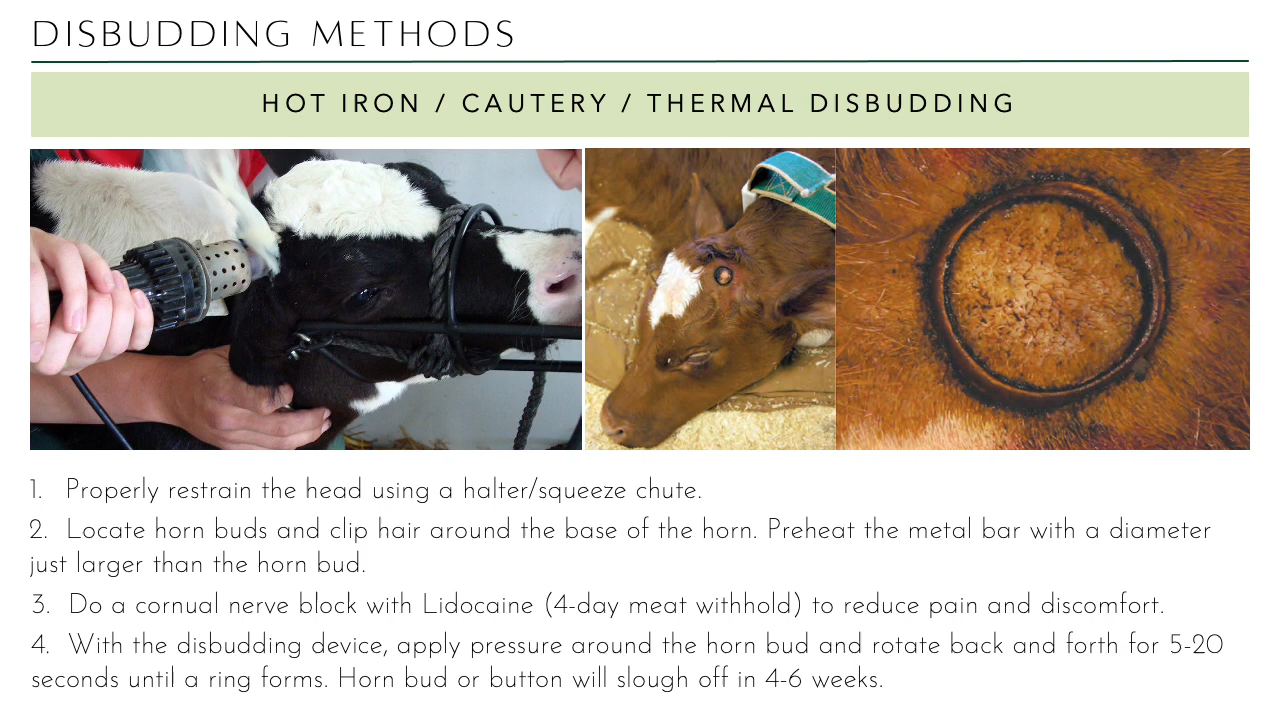 DISBUDDING METHODS
HOT IRON / CAUTERY / THERMAL DISBUDDING
1. Properly restrain the head using a halter/squeeze chute.
2. Locate horn buds and clip hair around the base of the horn. Preheat the metal bar with a diameter
just larger than the horn bud.
3. Do a cornual nerve block with Lidocaine (4-day meat withhold) to reduce pain and discomfort.
4. With the disbudding device, apply pressure around the horn bud and rotate back and forth for 5-20
seconds until a ring forms. Horn bud or button will slough off in 4-6 weeks.